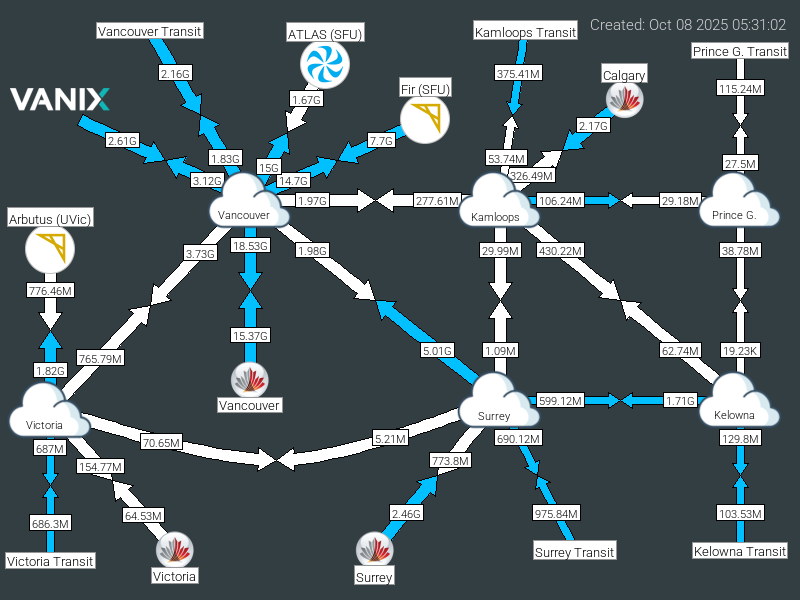 Created: Oct 08 2025 05:31:02
Vancouver Transit
ATLAS (SFU)
Kamloops Transit
Prince G. Transit
2.16G
375.41M
Calgary
115.24M
VANIX
1.67G
Fir (SFU)
2.61G
7.7G
2.17G
1.83G
15G
53.74M
27.5M
3.12G
14.7G
326.49M
1.97G
277.61M
106.24M
29.18M
Vancouver
Kamloops
Prince G.
Arbutus (UVic)
3.73G
18.53G
1.98G
29.99M
430.22M
38.78M
776.46M
15.37G
765.79M
5.01G
1.09M
62.74M
19.23K
1.82G
Vancouver
599.12M
1.71G
Victoria
Surrey
Kelowna
687M
70.65M
5.21M
690.12M
129.8M
154.77M
773.8M
686.3M
64.53M
2.46G
975.84M
103.53M
Victoria Transit
Victoria
Surrey
Surrey Transit
Kelowna Transit